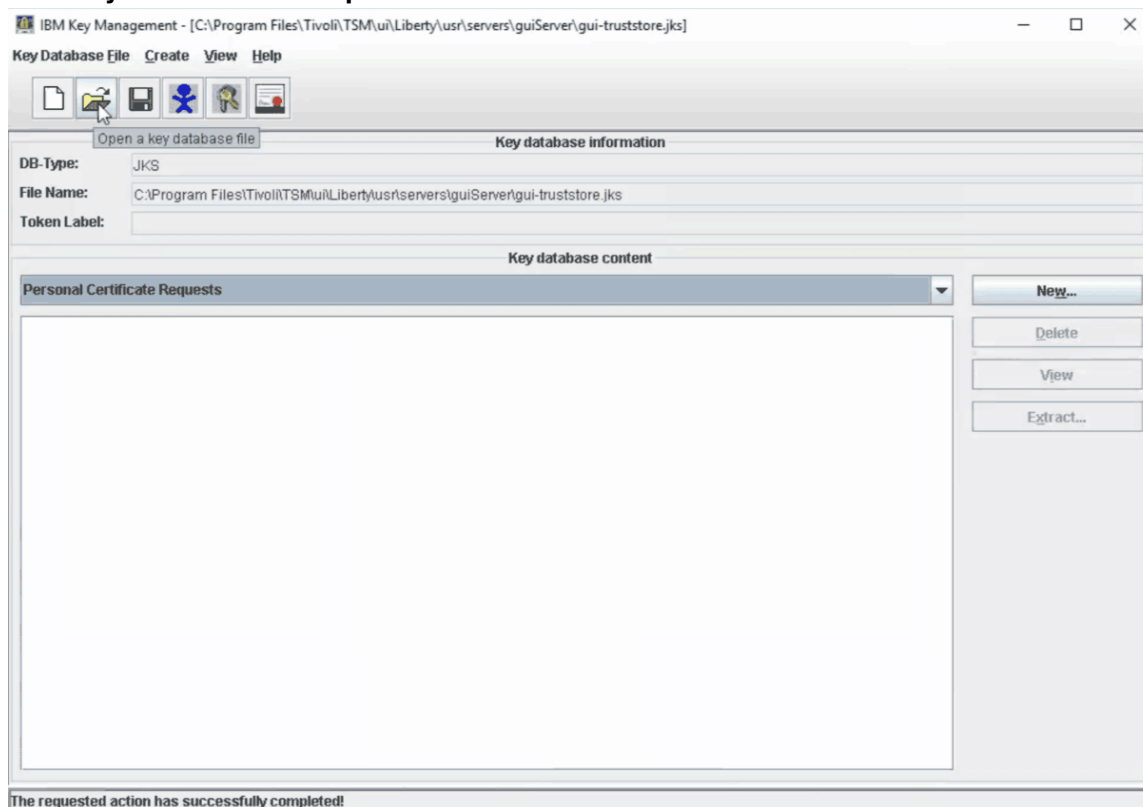 IBM Key Management - [C:\Program Files\Tivoli\TSM\ui\Liberty\usr\servers\guiServer\gui-truststore.jks]
Key Database File Create View Help
Open a key database file
Key database information
DB-Type: JKS
File Name: C:\Program Files\Tivoli\TSM\ui\Liberty\usr\servers\guiServer\gui-truststore.jks
Token Label:
Key database content
Personal Certificate Requests
New...
Delete
View
Extract...
The requested action has successfully completed!